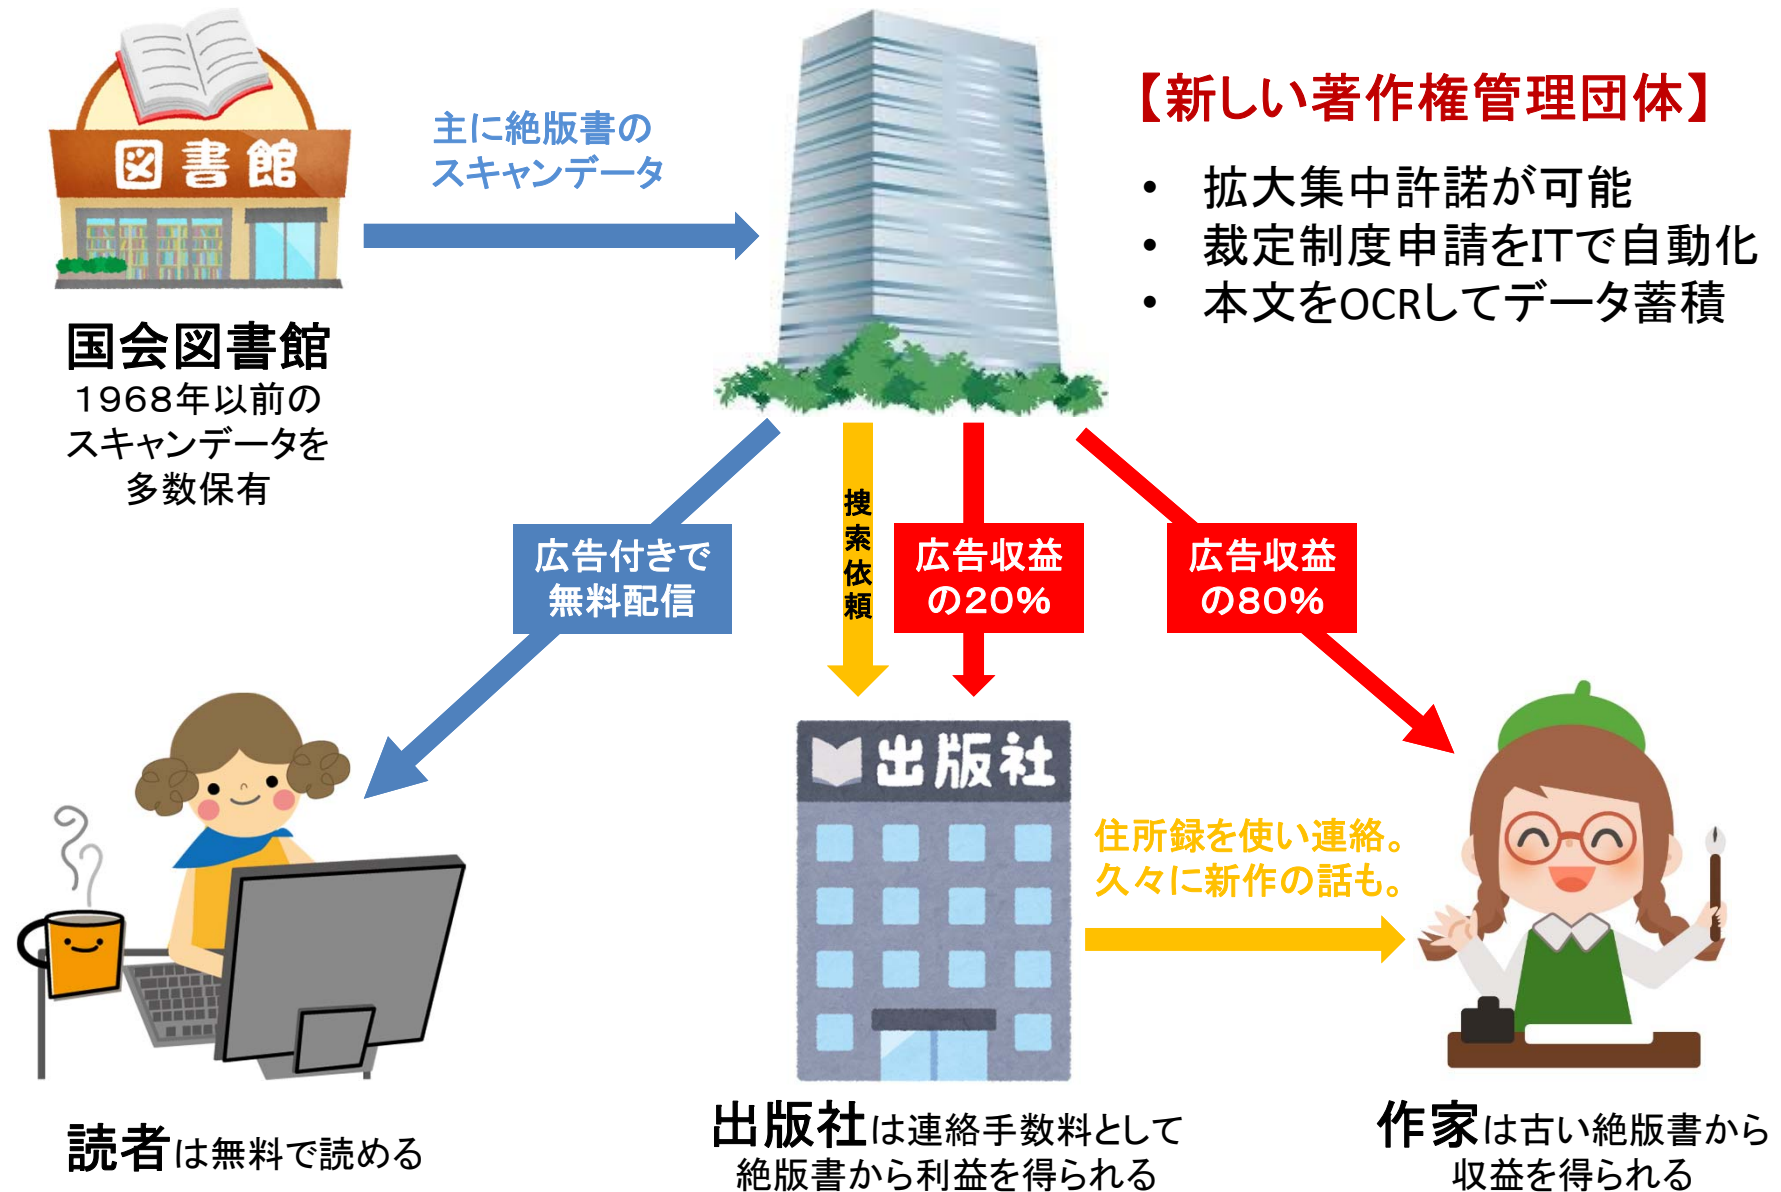 図書館
国会図書館
１９６８年以前の
スキャンデータを
多数保有
主に絶版書の
スキャンデータ
【新しい著作権管理団体】
• 拡大集中許諾が可能
• 裁定制度申請をITで自動化
• 本文をOCRしてデータ蓄積
広告付きで
無料配信
捜索依頼
広告収益
の２０％
広告収益
の８０％
出版社
住所録を使い連絡。
久々に新作の話も。
読者は無料で読める
出版社は連絡手数料として
絶版書から利益を得られる
作家は古い絶版書から
収益を得られる